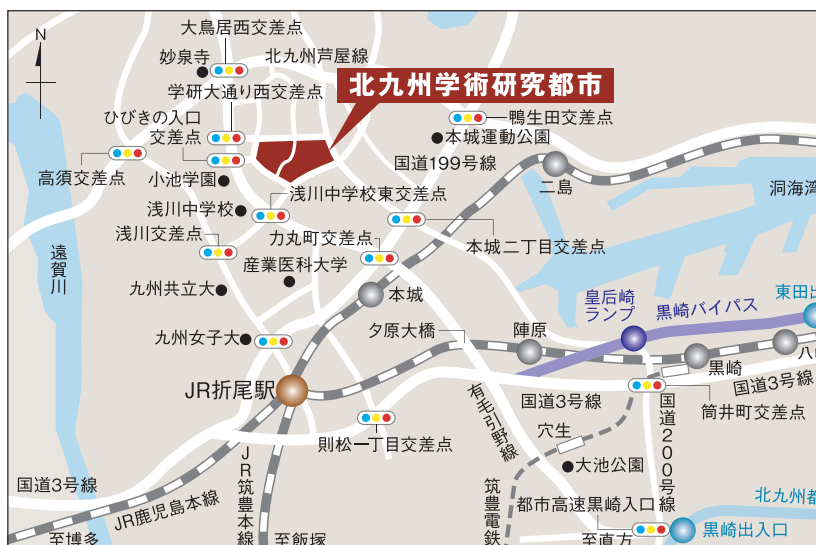 大鳥居西交差点
N
妙泉寺
北九州芦屋線
学研大通り西交差点
北九州学術研究都市
ひびきの入口
交差点
鴨生田交差点
本城運動公園
高須交差点
小池学園
国道199号線
二島
洞海湾
浅川中学校東交差点
浅川中学校
浅川交差点
力丸町交差点
本城二丁目交差点
遠賀川
産業医科大学
九州共立大
本城
皇后崎
ランプ
黒崎バイパス
東田出
九州女子大
夕原大橋
陣原
黒崎
八
JR折尾駅
国道3号線
有毛引野線
国道3号線
国道200号線
筒井町交差点
則松一丁目交差点
穴生
大池公園
国道3号線
JR鹿児島本線
JR筑豊本線
筑豊電鉄
都市高速黒崎入口
北九州都
至博多
至飯塚
至直方
黒崎出入口